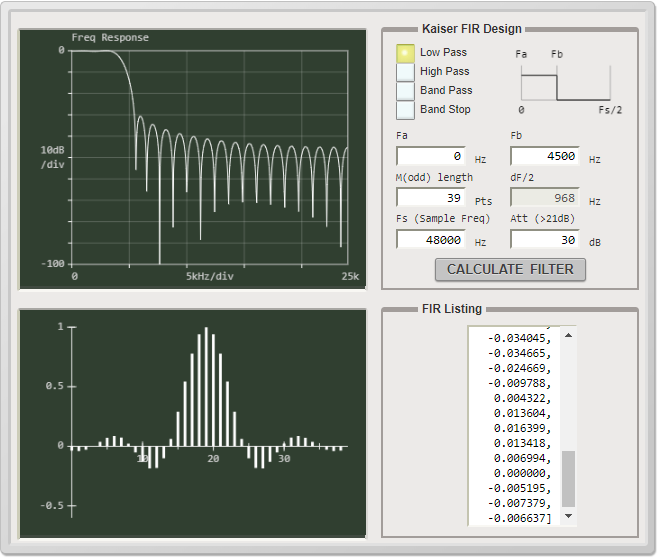 Freq Response
0
10dB
/div
-100
0
5kHz/div
25k
Kaiser FIR Design
Low Pass
High Pass
Band Pass
Band Stop
Fa
Fb
0
Fs/2
Fa
Fb
0 Hz
4500 Hz
M(odd) length
dF/2
39 Pts
968 Hz
Fs (Sample Freq)
Att (>21dB)
48000 Hz
30 dB
CALCULATE FILTER
1
0.5
0
-0.5
10
20
30
FIR Listing
-0.034045,
-0.034665,
-0.024669,
-0.009788,
0.004322,
0.013604,
0.016399,
0.013418,
0.006994,
0.000000,
-0.005195,
-0.007379,
-0.006637]